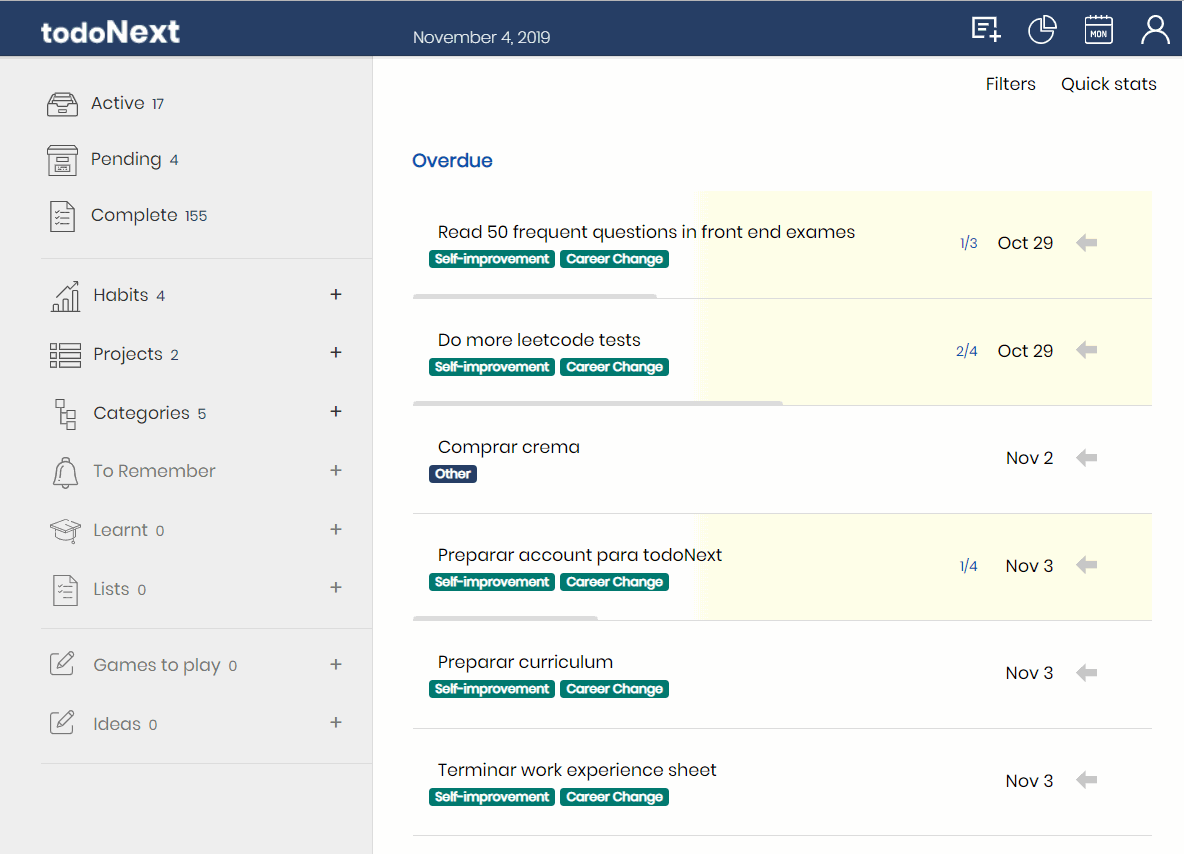 todoNext
November 4, 2019
MON
Filters Quick stats
Active 17
Pending 4
Complete 155
Habits 4 +
Projects 2 +
Categories 5 +
To Remember +
Learnt 0 +
Lists 0 +
Games to play 0 +
Ideas 0 +
Overdue
Read 50 frequent questions in front end exames 1/3 Oct 29
Self-improvement Career Change
Do more leetcode tests 2/4 Oct 29
Self-improvement Career Change
Comprar crema Nov 2
Other
Preparar account para todoNext 1/4 Nov 3
Self-improvement Career Change
Preparar curriculum Nov 3
Self-improvement Career Change
Terminar work experience sheet Nov 3
Self-improvement Career Change